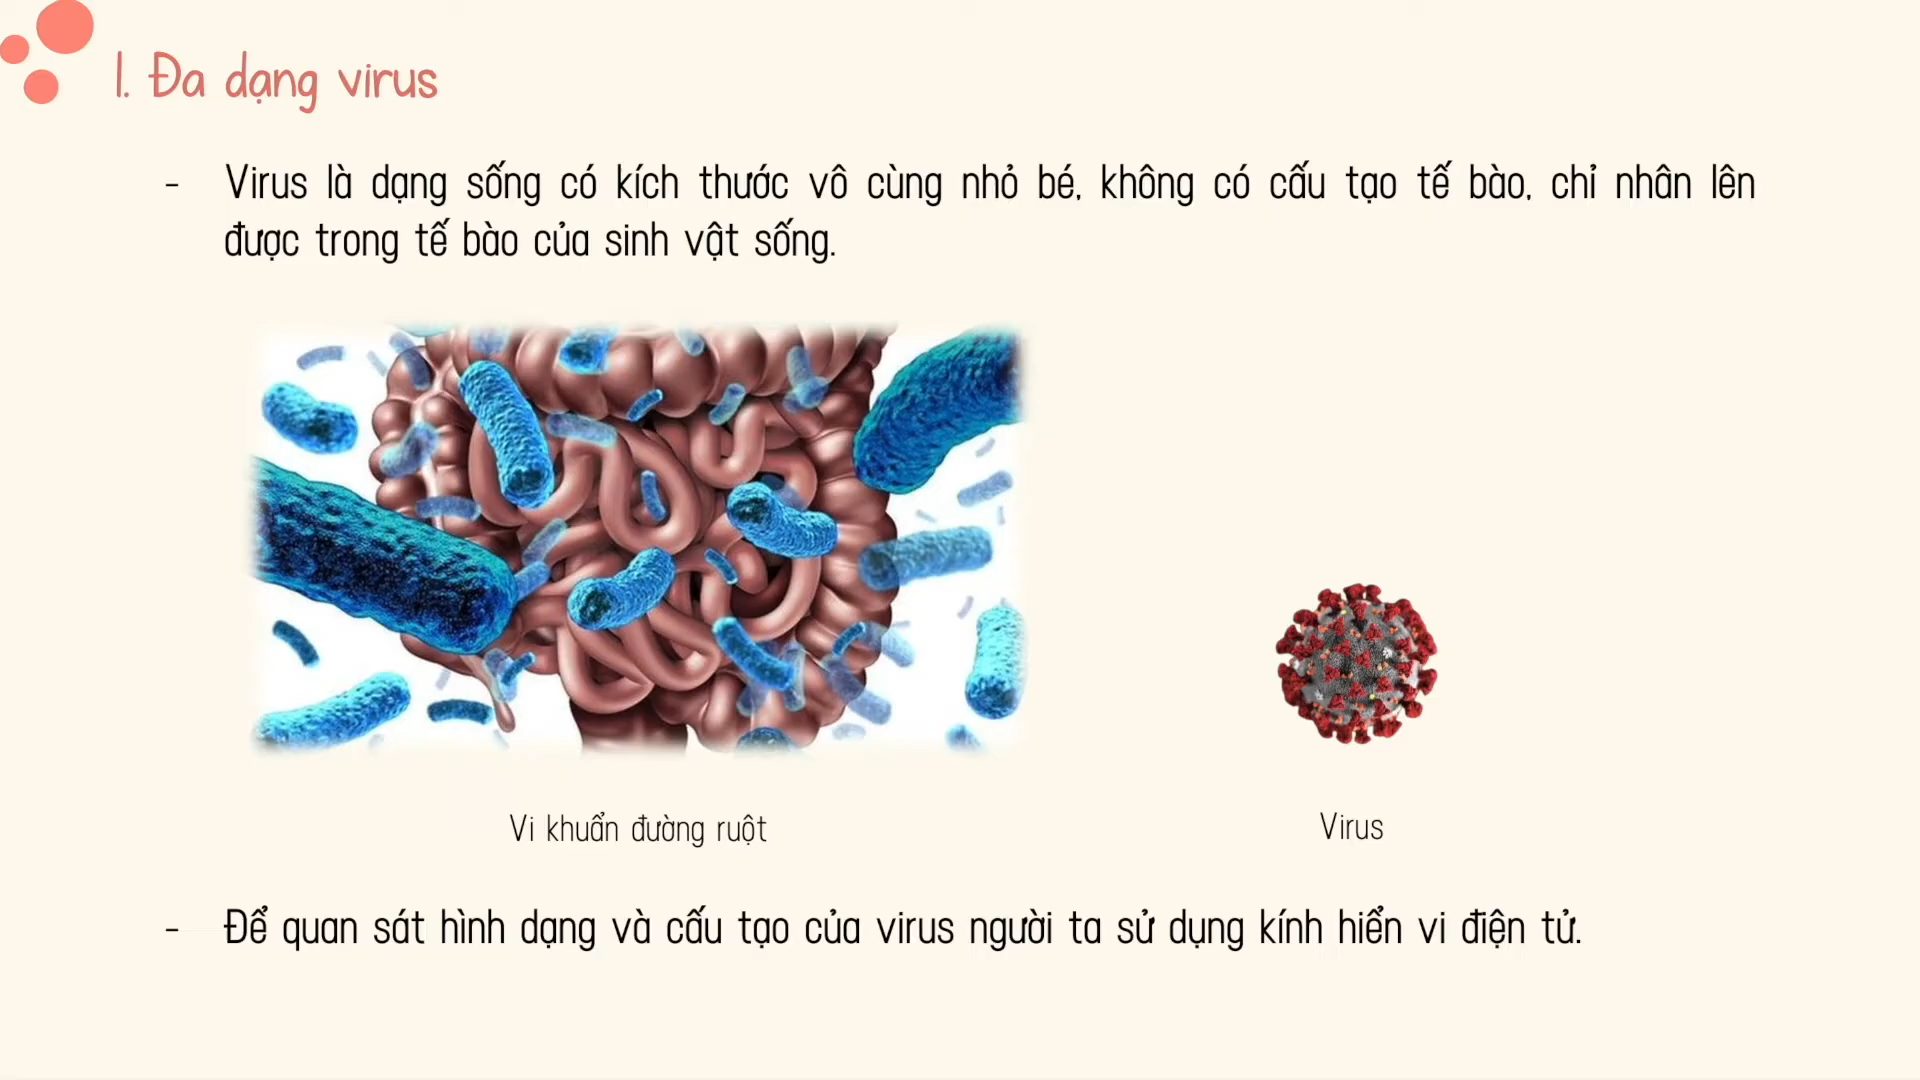 1. Đa dạng virus
- Virus là dạng sống có kích thước vô cùng nhỏ bé, không có cấu tạo tế bào, chỉ nhân lên
được trong tế bào của sinh vật sống.
Vi khuẩn đường ruột
Virus
- Để quan sát hình dạng và cấu tạo của virus người ta sử dụng kính hiển vi điện tử.